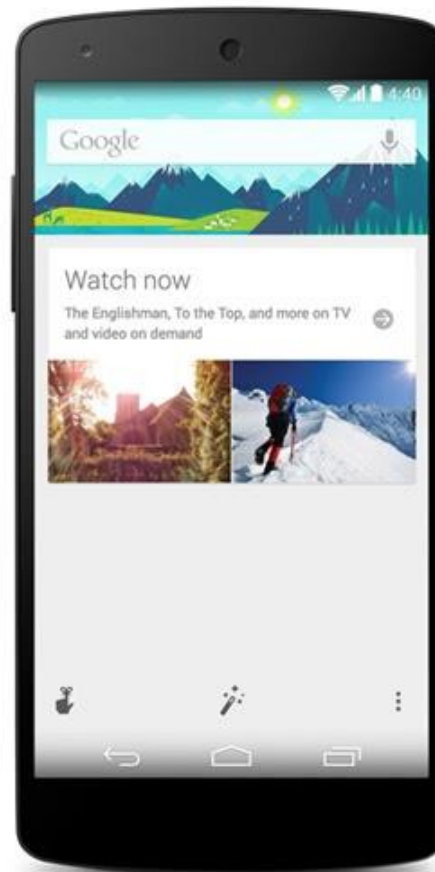 4:40
Google
Watch now
The Englishman, To the Top, and more on TV
and video on demand